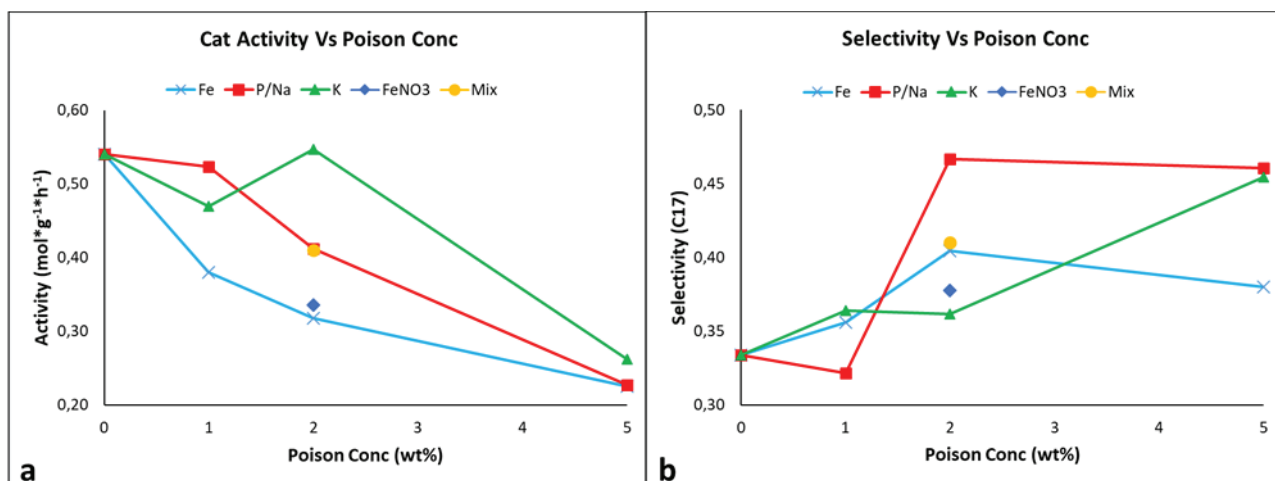 Cat Activity Vs Poison Conc
Fe P/Na K FeNO3 Mix
Activity (mol*g⁻¹*h⁻¹)
0,60
0,50
0,40
0,30
0,20
0 1 2 3 4 5
Poison Conc (wt%)
a
Selectivity Vs Poison Conc
Fe P/Na K FeNO3 Mix
Selectivity (C17)
0,50
0,45
0,40
0,35
0,30
0 1 2 3 4 5
Poison Conc (wt%)
b